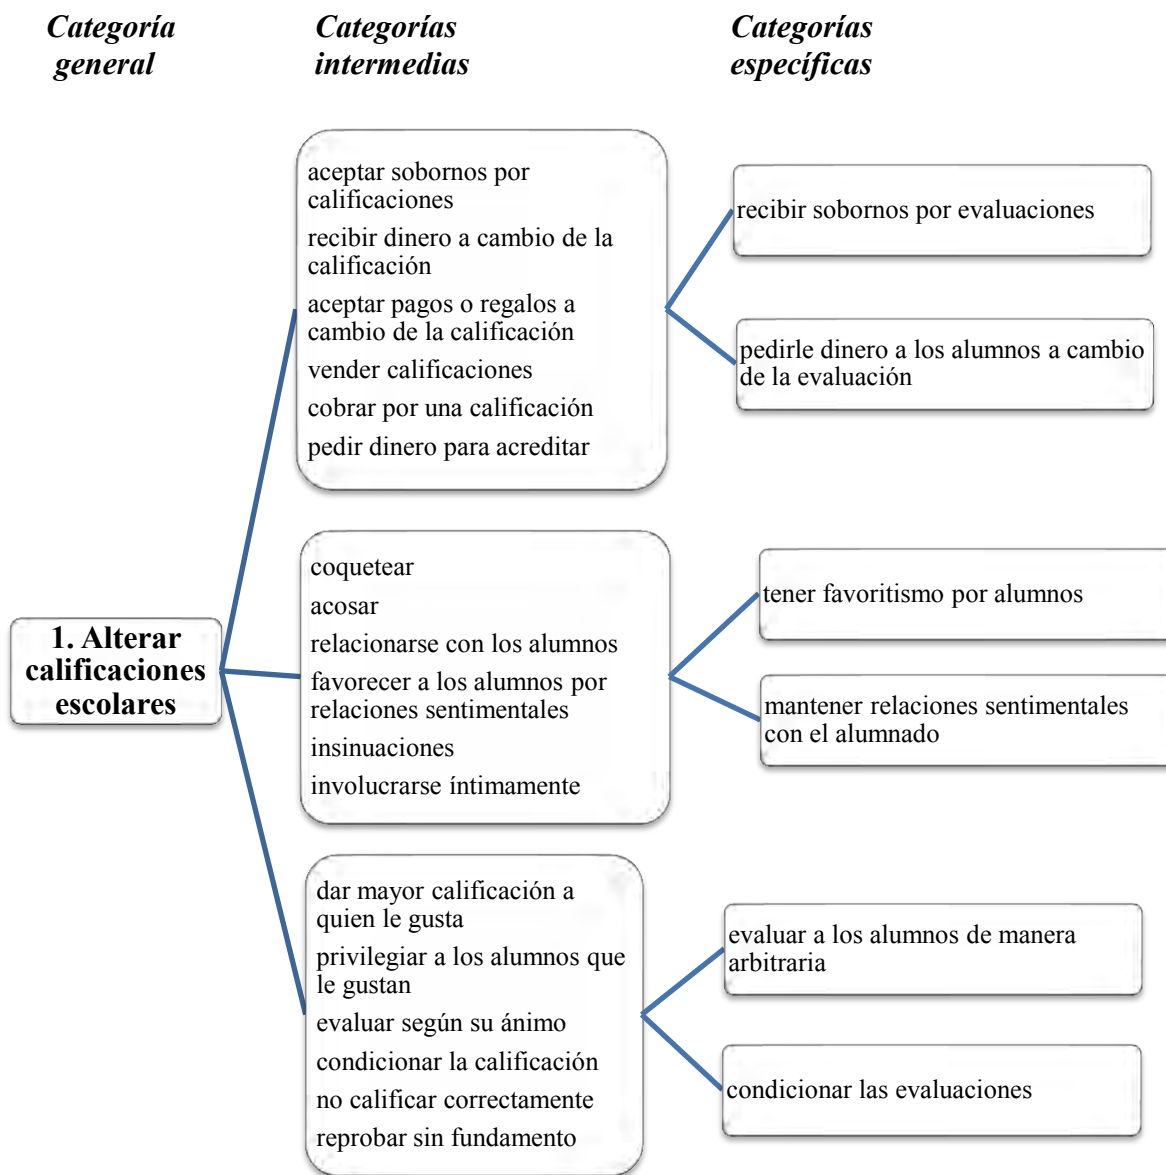 Categoría
general
Categorías
intermedias
Categorías
específicas
1. Alterar
calificaciones
escolares
aceptar sobornos por
calificaciones
recibir dinero a cambio de la
calificación
aceptar pagos o regalos a
cambio de la calificación
vender calificaciones
cobrar por una calificación
pedir dinero para acreditar
recibir sobornos por evaluaciones
pedirle dinero a los alumnos a cambio
de la evaluación
coquetear
acosar
relacionarse con los alumnos
favorecer a los alumnos por
relaciones sentimentales
insinuaciones
involucrarse íntimamente
tener favoritismo por alumnos
mantener relaciones sentimentales
con el alumnado
dar mayor calificación a
quien le gusta
privilegiar a los alumnos que
le gustan
evaluar según su ánimo
condicionar la calificación
no calificar correctamente
reprobar sin fundamento
evaluar a los alumnos de manera
arbitraria
condicionar las evaluaciones